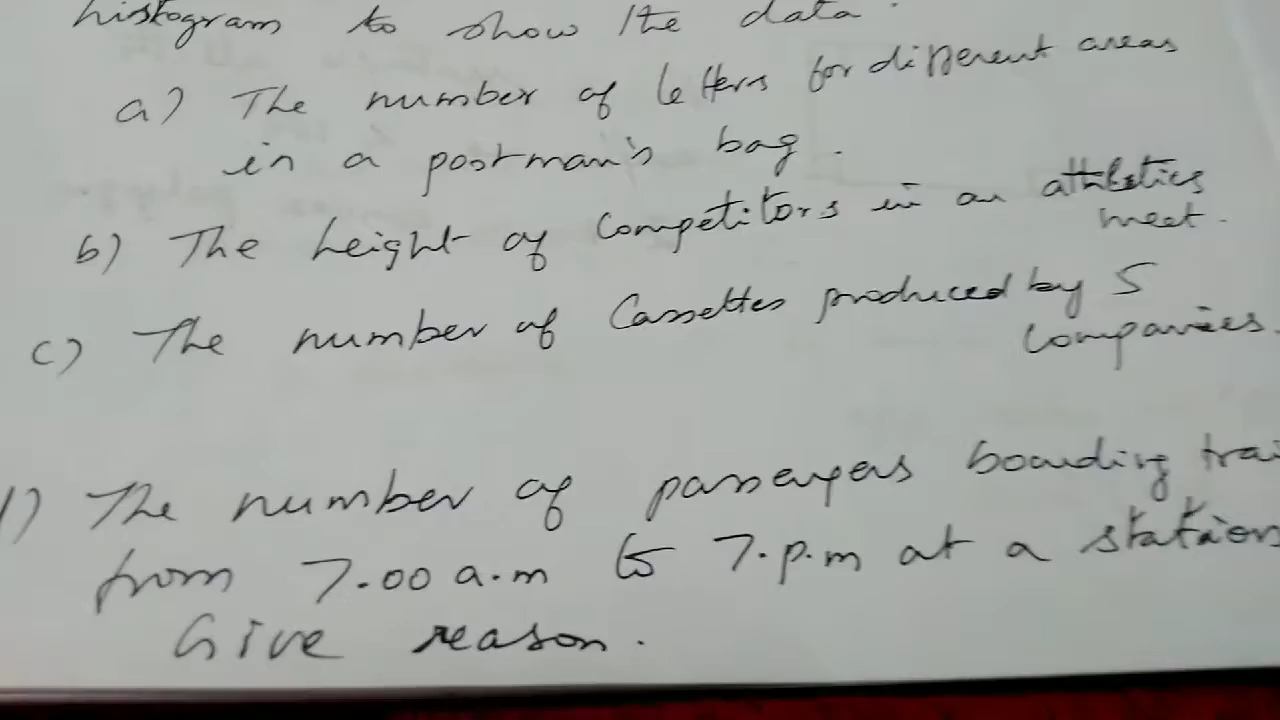 histogram to show the data.
a) The number of letters for different areas
in a postman's bag.
b) The height of competitors in an athletics
meet.
c) The number of Cassettes produced by 5
Companies.
d) The number of passengers boarding trai
from 7.00 a.m to 7.p.m at a station
Give reason.